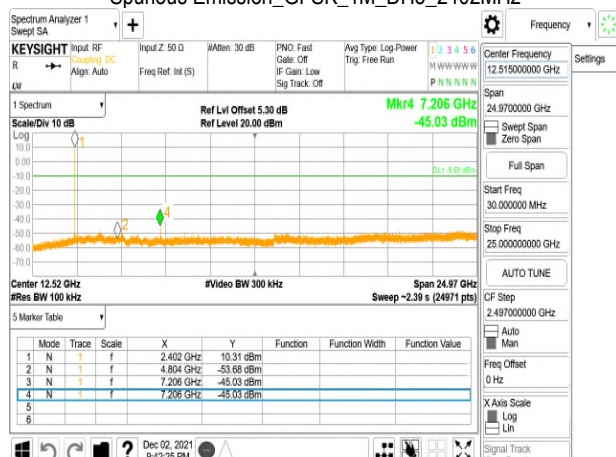 Spurious Emission_GFSK_1M_DH5_2402MHz
Spectrum Analyzer 1
Swept SA
Frequency
Settings
KEYSIGHT
R
Input: RF
Coupling: DC
Align: Auto
Input Z: 50 Ω
Freq Ref: Int (S)
#Atten: 30 dB
PNO: Fast
Gate: Off
IF Gain: Low
Sig Track: Off
Avg Type: Log-Power
Trig: Free Run
1 2 3 4 5 6
M W W W W W
P N N N N N
1 Spectrum
Scale/Div 10 dB
Log
Ref Lvl Offset 5.30 dB
Ref Level 20.00 dBm
Mkr4 7.206 GHz
-45.03 dBm
10.0
0.00
-10.0
-20.0
-30.0
-40.0
-50.0
-60.0
-70.0
1
2
4
Center 12.52 GHz
#Res BW 100 kHz
#Video BW 300 kHz
Span 24.97 GHz
Sweep ~2.39 s (24971 pts)
5 Marker Table
Mode Trace Scale X Y Function Function Width Function Value
1 N 1 f 2.402 GHz 10.31 dBm
2 N 1 f 4.804 GHz -53.68 dBm
3 N 1 f 7.206 GHz -45.03 dBm
4 N 1 f 7.206 GHz -45.03 dBm
5
6
Dec 02, 2021
9:42:25 PM
Center Frequency
12.515000000 GHz
Span
24.9700000 GHz
Swept Span
Zero Span
Full Span
Start Freq
30.000000 MHz
Stop Freq
25.000000000 GHz
AUTO TUNE
CF Step
2.497000000 GHz
Auto
Man
Freq Offset
0 Hz
X Axis Scale
Log
Lin
Signal Track